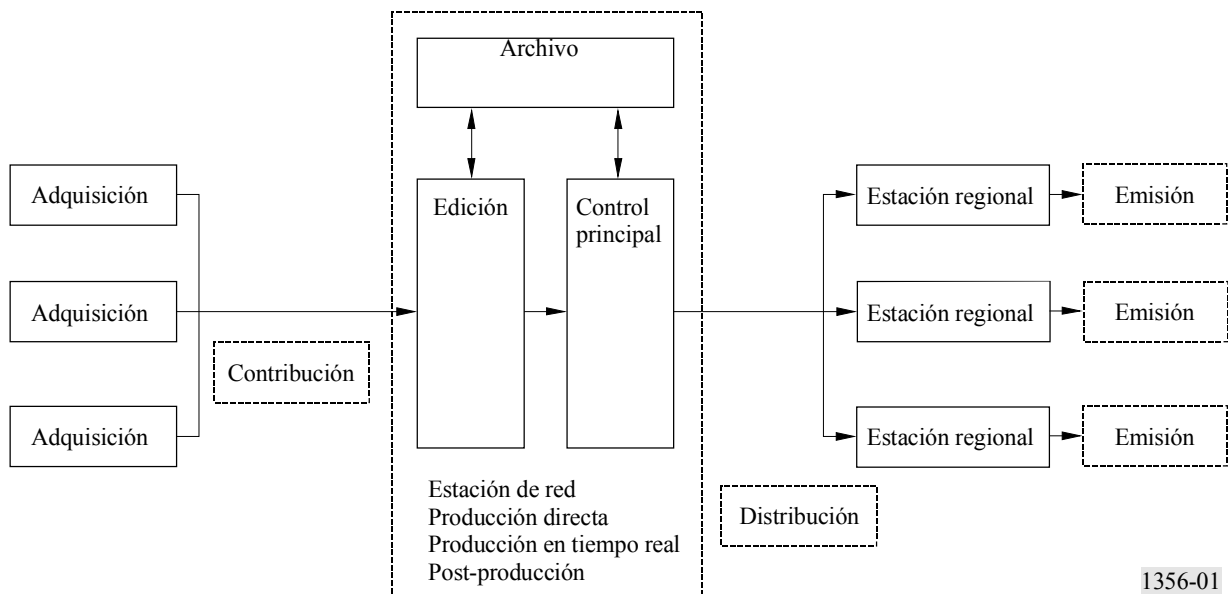 Archivo
Adquisición
Adquisición
Adquisición
Contribución
Edición
Control
principal
Estación de red
Producción directa
Producción en tiempo real
Post-producción
Distribución
Estación regional
Emisión
Estación regional
Emisión
Estación regional
Emisión
1356-01